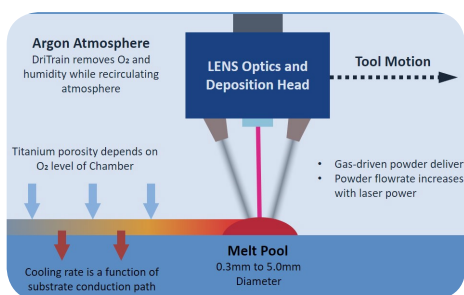 Argon Atmosphere
DriTrain removes O₂ and
humidity while recirculating
atmosphere
LENS Optics and
Deposition Head
Tool Motion
Titanium porosity depends on
O₂ level of Chamber
• Gas-driven powder deliver
• Powder flowrate increases
with laser power
Melt Pool
0.3mm to 5.0mm
Diameter
Cooling rate is a function of
substrate conduction path